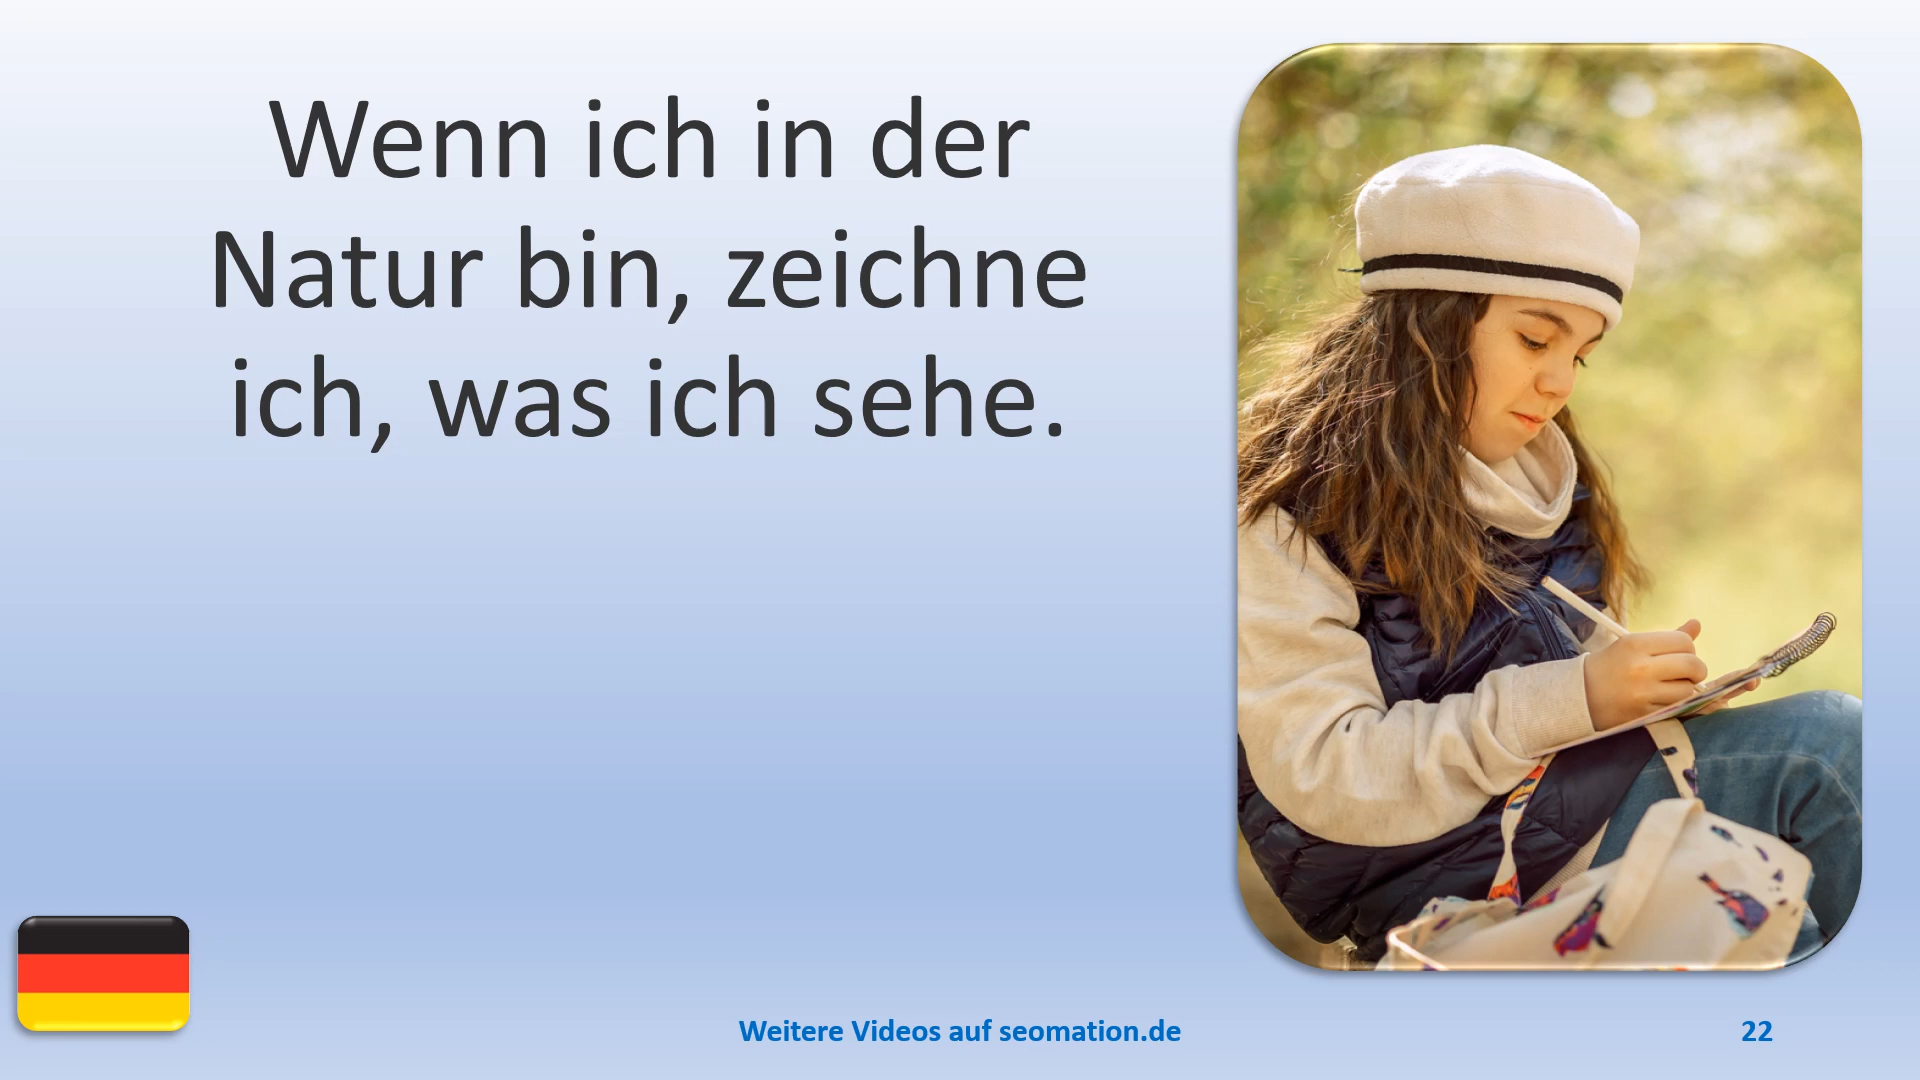 Wenn ich in der
Natur bin, zeichne
ich, was ich sehe.
Weitere Videos auf seomation.de
22